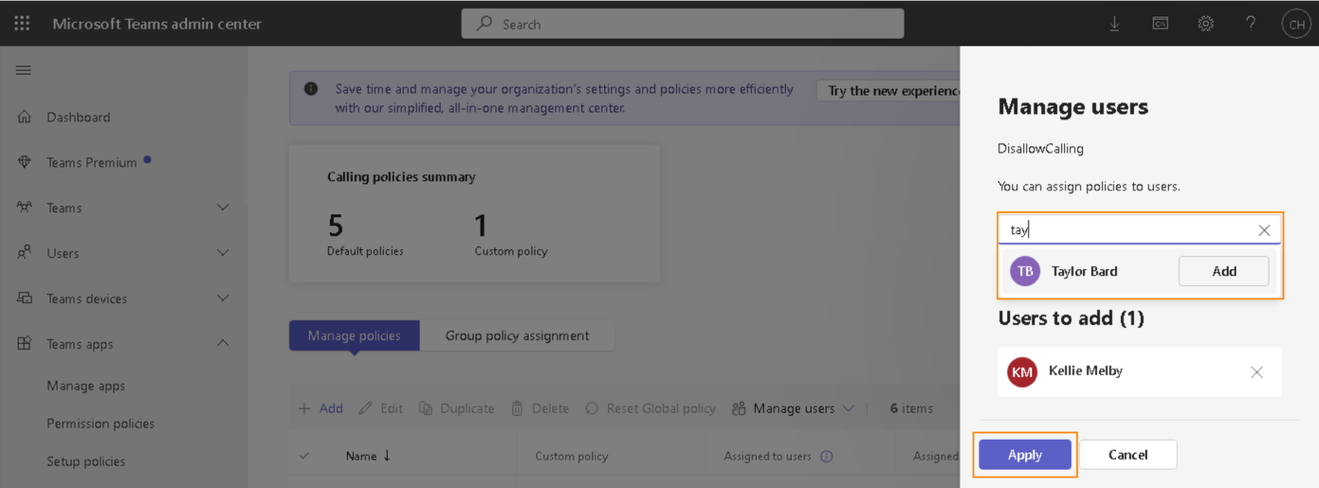 Microsoft Teams admin center
Search
CH
Save time and manage your organization's settings and policies more efficiently
with our simplified, all-in-one management center.
Try the new experience
Dashboard
Teams Premium
Teams
Users
Teams devices
Teams apps
Manage apps
Permission policies
Setup policies
Calling policies summary
5 1
Default policies Custom policy
Manage policies Group policy assignment
Add Edit Duplicate Delete Reset Global policy Manage users 6 items
Name ↓ Custom policy Assigned to users Assigned
Manage users
DisallowCalling
You can assign policies to users.
tay
TB Taylor Bard Add
Users to add (1)
KM Kellie Melby
Apply Cancel